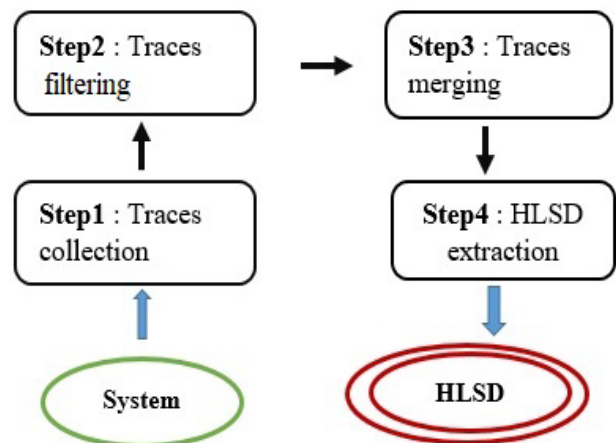 Step2 : Traces
filtering
Step3 : Traces
merging
Step1 : Traces
collection
Step4 : HLSD
extraction
System
HLSD